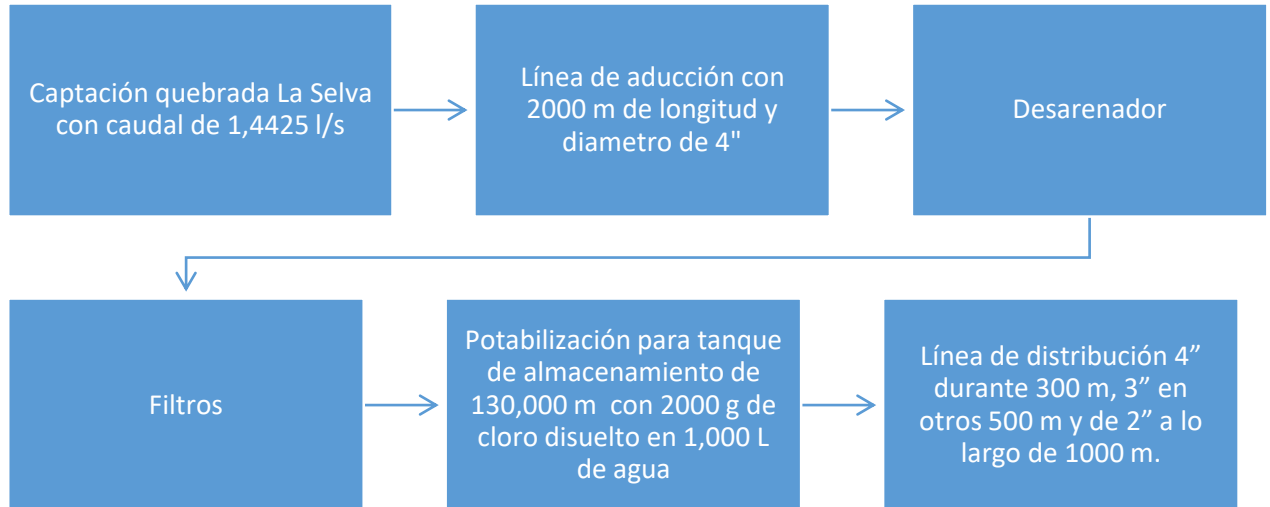 Captación quebrada La Selva
con caudal de 1,4425 l/s
Línea de aducción con
2000 m de longitud y
diametro de 4"
Desarenador
Filtros
Potabilización para tanque
de almacenamiento de
130,000 m  con 2000 g de
cloro disuelto en 1,000 L
de agua
Línea de distribución 4”
durante 300 m, 3” en
otros 500 m y de 2” a lo
largo de 1000 m.